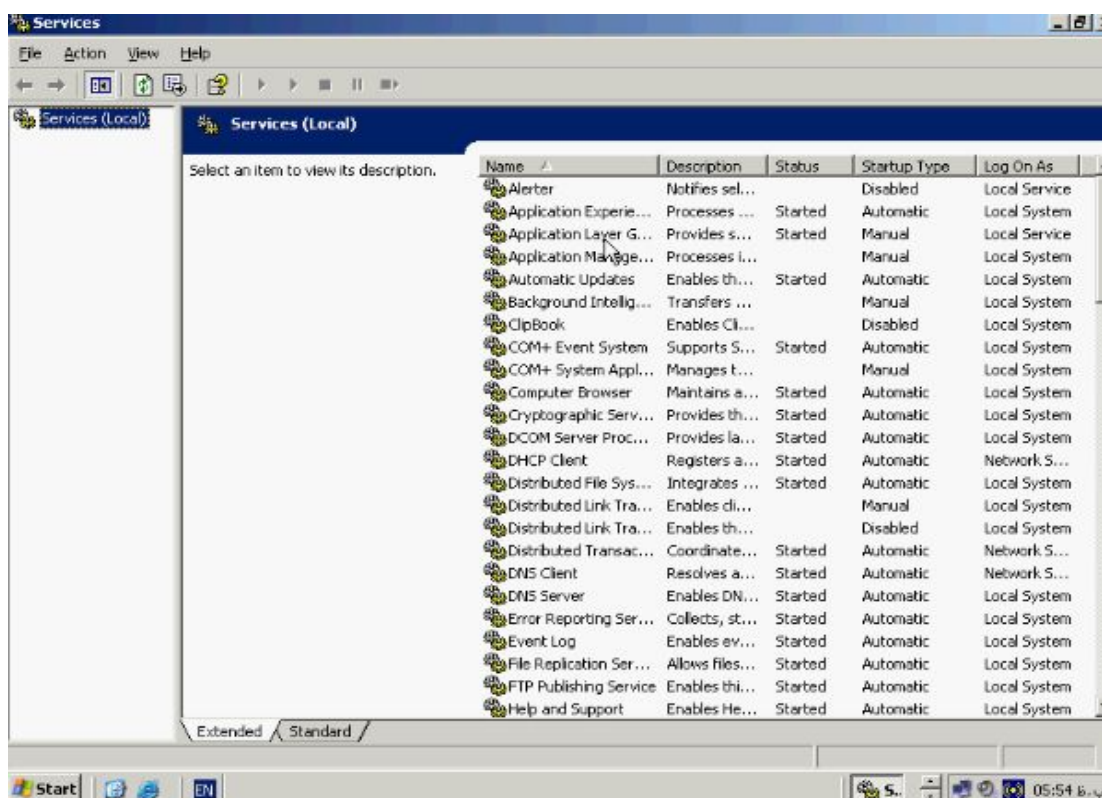 Services
File Action View Help
Services (Local)
Services (Local)
Select an item to view its description.
Name Description Status Startup Type Log On As
Alerter Notifies sel... Disabled Local Service
Application Experie... Processes ... Started Automatic Local System
Application Layer G... Provides s... Started Manual Local Service
Application Manage... Processes i... Manual Local System
Automatic Updates Enables th... Started Automatic Local System
Background Intellig... Transfers ... Manual Local System
ClipBook Enables Cli... Disabled Local System
COM+ Event System Supports S... Started Automatic Local System
COM+ System Appl... Manages t... Manual Local System
Computer Browser Maintains a... Started Automatic Local System
Cryptographic Serv... Provides th... Started Automatic Local System
DCOM Server Proc... Provides la... Started Automatic Local System
DHCP Client Registers a... Started Automatic Network S...
Distributed File Sys... Integrates ... Started Automatic Local System
Distributed Link Tra... Enables cli... Manual Local System
Distributed Link Tra... Enables th... Disabled Local System
Distributed Transac... Coordinate... Started Automatic Network S...
DNS Client Resolves a... Started Automatic Network S...
DNS Server Enables DN... Started Automatic Local System
Error Reporting Ser... Collects, st... Started Automatic Local System
Event Log Enables ev... Started Automatic Local System
File Replication Ser... Allows files... Started Automatic Local System
FTP Publishing Service Enables thi... Started Automatic Local System
Help and Support Enables He... Started Automatic Local System
Extended Standard
Start EN S.. 05:54